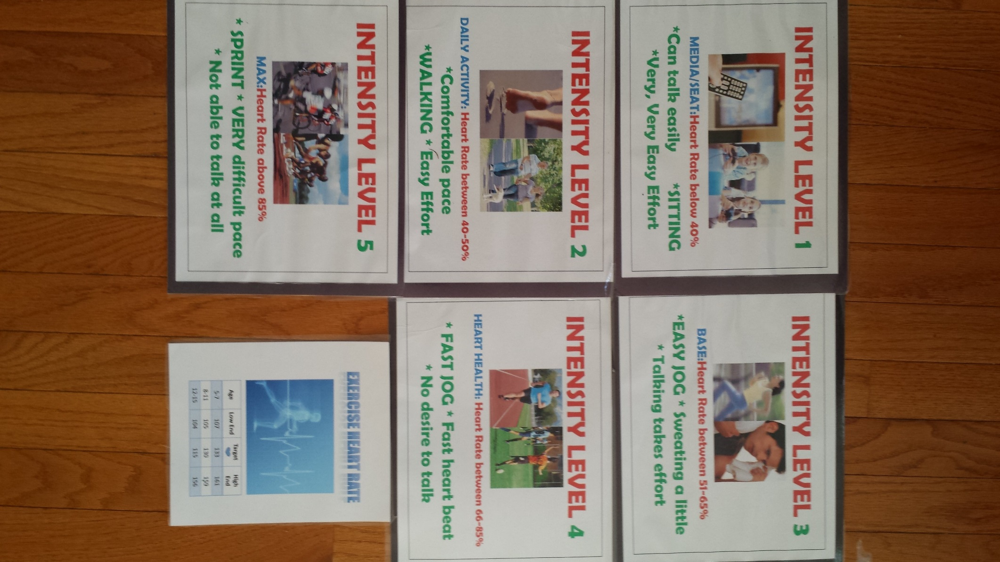 INTENSITY LEVEL 1
MEDIA/SEAT:Heart Rate below 40%
*Can talk easily *SITTING
*Very, Very Easy Effort
INTENSITY LEVEL 3
BASE:Heart Rate between 51-65%
*EASY JOG * Sweating a little
* Talking takes effort
INTENSITY LEVEL 2
DAILY ACTIVITY: Heart Rate between 40-50%
*Comfortable pace
*WALKING * Easy Effort
INTENSITY LEVEL 4
HEART HEALTH: Heart Rate between 66-85%
* FAST JOG * Fast heart beat
* No desire to talk
INTENSITY LEVEL 5
MAX:Heart Rate above 85%
* SPRINT * VERY difficult pace
* Not able to talk at all
EXERCISE HEART RATE
Age Low End Target High End
5-7 107 133 161
8-11 105 130 159
12-15 104 115 156